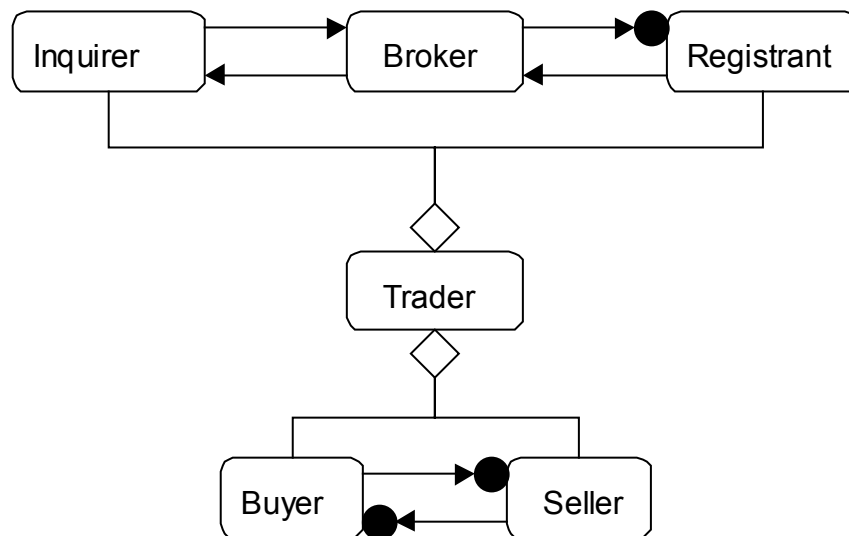 Inquirer
Broker
Registrant
Trader
Buyer
Seller